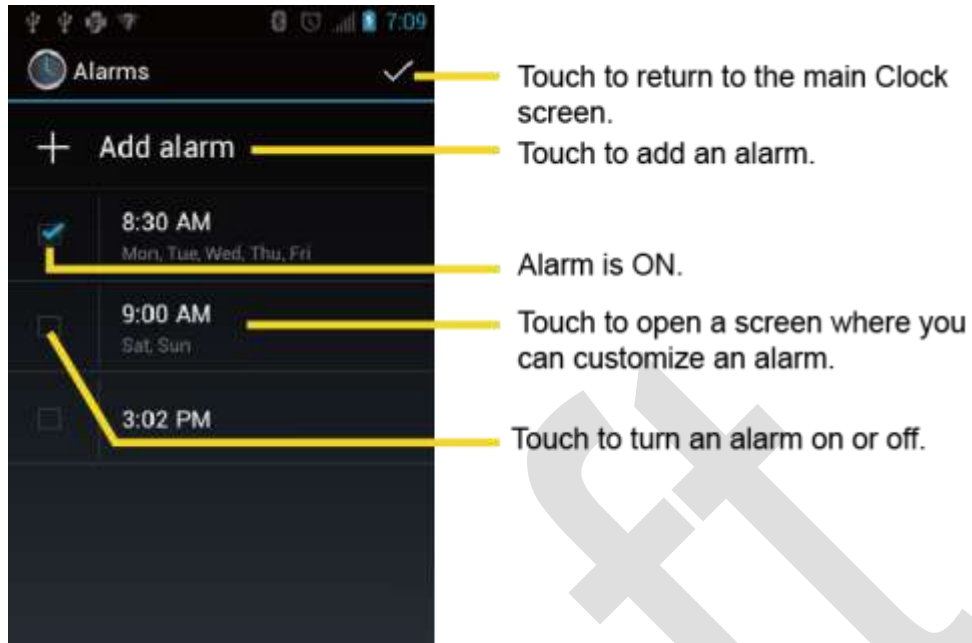 7:09
Alarms
Touch to return to the main Clock
screen.
Add alarm
Touch to add an alarm.
8:30 AM
Mon, Tue, Wed, Thu, Fri
Alarm is ON.
9:00 AM
Sat, Sun
Touch to open a screen where you
can customize an alarm.
3:02 PM
Touch to turn an alarm on or off.
ft